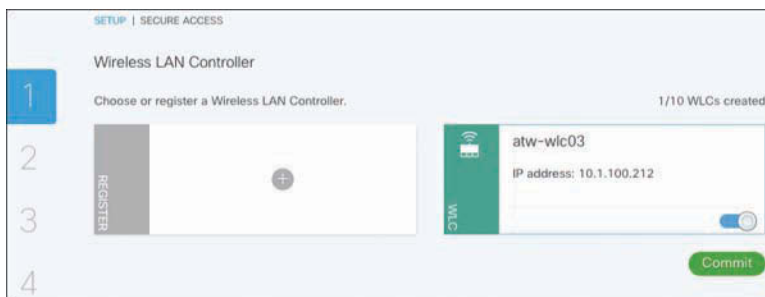 SETUP | SECURE ACCESS
Wireless LAN Controller
1
Choose or register a Wireless LAN Controller.
1/10 WLCs created
2
3
4
REGISTER
WLC
atw-wlc03
IP address: 10.1.100.212
Commit